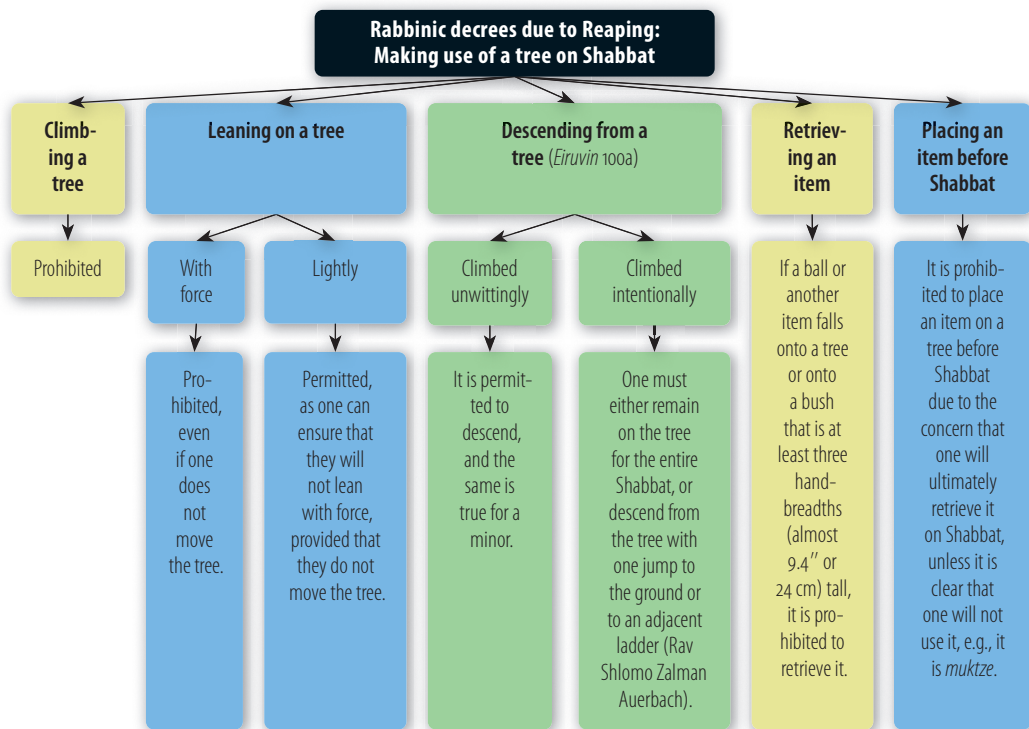 Rabbinic decrees due to Reaping:
Making use of a tree on Shabbat
Climb-
ing a
tree
Prohibited
Leaning on a tree
With
force
Pro-
hibited,
even
if one
does
not
move
the tree.
Lightly
Permitted,
as one can
ensure that
they will
not lean
with force,
provided that
they do not
move the tree.
Descending from a
tree (Eiruvin 100a)
Climbed
unwittingly
It is permit-
ted to
descend,
and the
same is
true for a
minor.
Climbed
intentionally
One must
either remain
on the tree
for the entire
Shabbat, or
descend from
the tree with
one jump to
the ground or
to an adjacent
ladder (Rav
Shlomo Zalman
Auerbach).
Retriev-
ing an
item
If a ball or
another
item falls
onto a tree
or onto
a bush
that is at
least three
hand-
breadths
(almost
9.4″ or
24 cm) tall,
it is pro-
hibited to
retrieve it.
Placing an
item before
Shabbat
It is prohib-
ited to place
an item on a
tree before
Shabbat
due to the
concern that
one will
ultimately
retrieve it
on Shabbat,
unless it is
clear that
one will not
use it, e.g., it
is muktze.